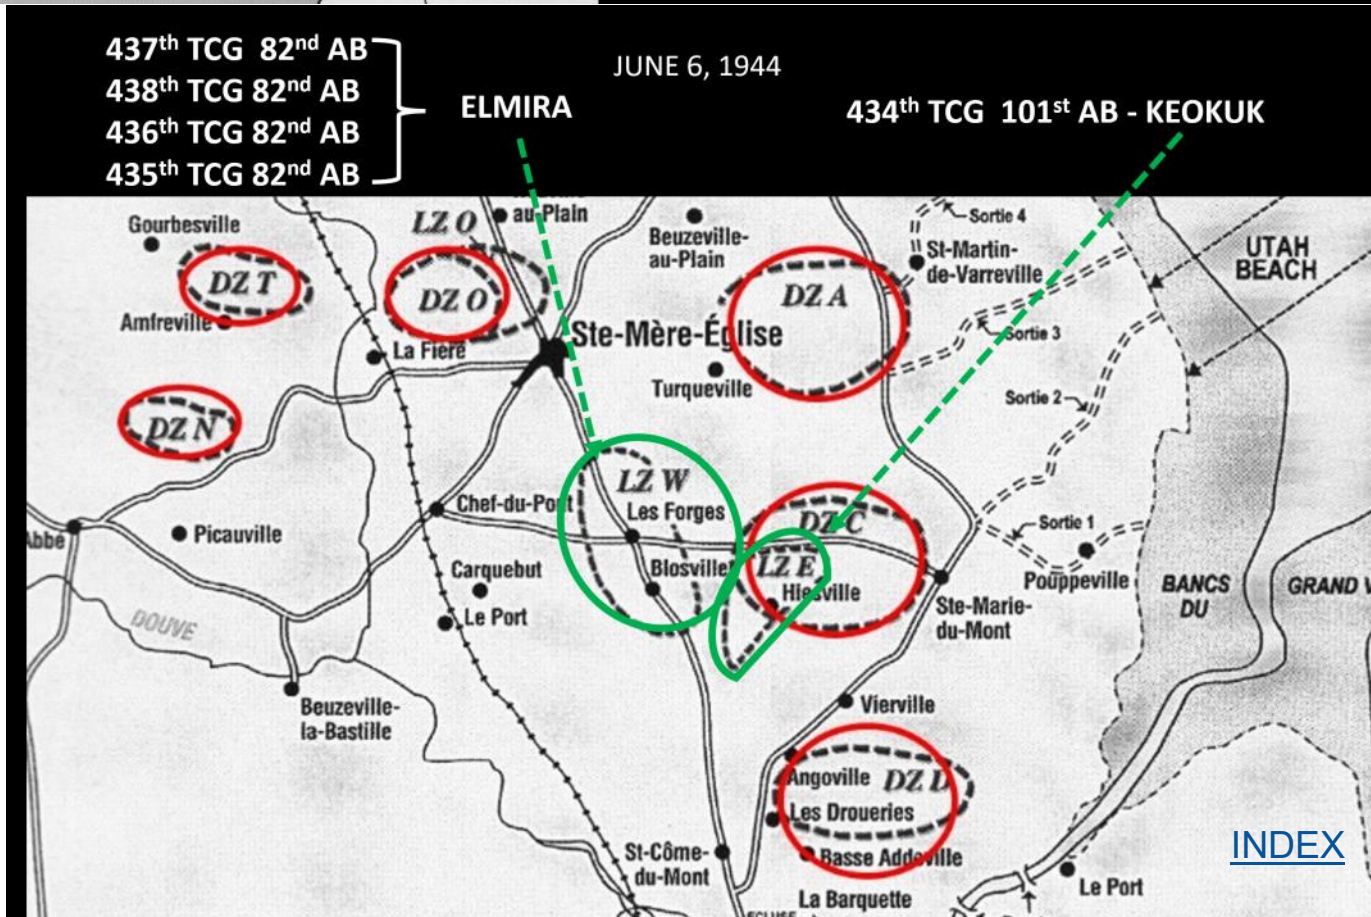 437th TCG 82nd AB
438th TCG 82nd AB
436th TCG 82nd AB
435th TCG 82nd AB
ELMIRA
JUNE 6, 1944
434th TCG 101st AB - KEOKUK
Gourbesville
DZ T
Amfreville
LZ O
DZ O
au-Plain
Beuzeville-
au-Plain
DZ A
Sortie 4
St-Martin-
de-Varreville
UTAH
BEACH
La Fière
Ste-Mère-Église
Turqueville
Sortie 3
Sortie 2
DZ N
LZ W
Les Forges
Chef-du-Pont
DZ C
Sortie 1
Abbé
Picauville
Carquebut
Blosville
LZ E
Hiesville
Pouppeville
BANCS
DU
GRAND
Le Port
Ste-Marie-
du-Mont
DOUVE
Beuzeville-
la-Bastille
Vierville
Angoville
DZ D
Les Droueries
St-Côme-
du-Mont
Basse Addeville
La Barquette
Le Port
INDEX